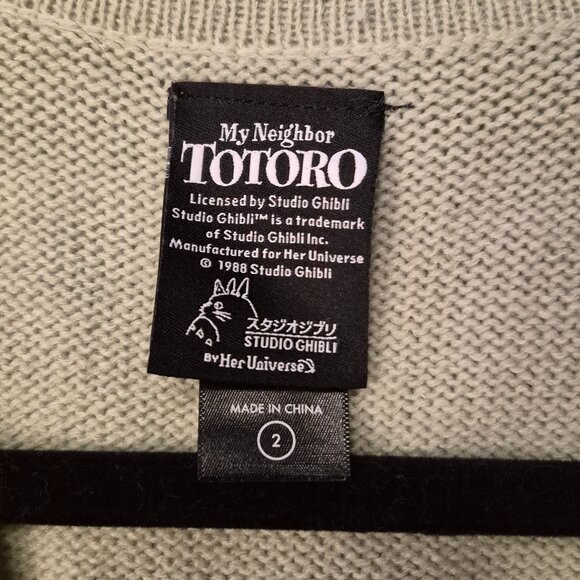 My Neighbor
TOTORO
Licensed by Studio Ghibli
Studio Ghibli™ is a trademark
of Studio Ghibli Inc.
Manufactured for Her Universe
© 1988 Studio Ghibli
スタジオジブリ
STUDIO GHIBLI
BY Her Universe
MADE IN CHINA
2